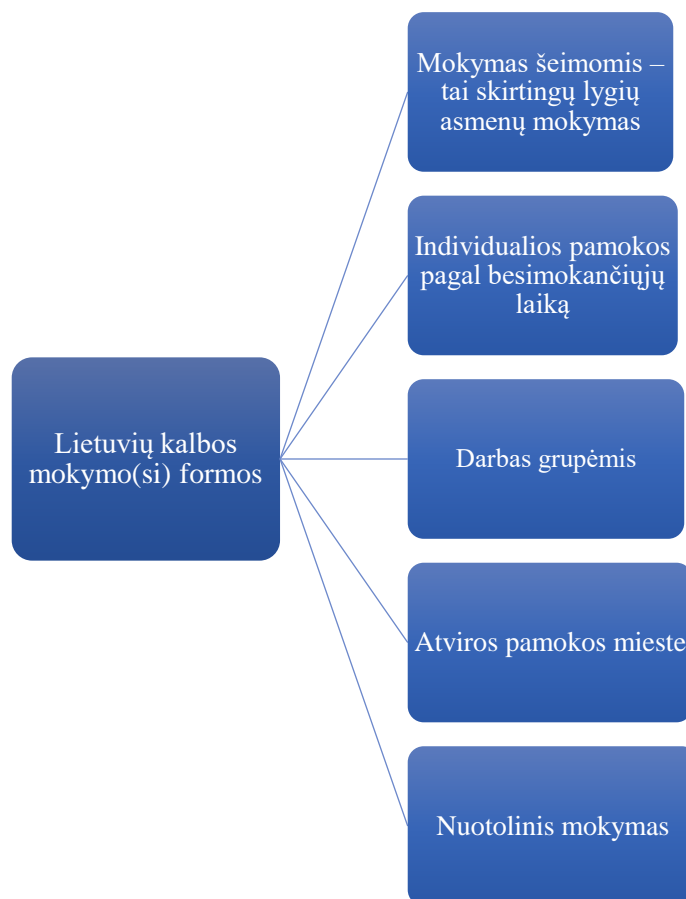 Mokymas šeimomis –
tai skirtingų lygių
asmenų mokymas
Individualios pamokos
pagal besimokančiųjų
laiką
Lietuvių kalbos
mokymo(si) formos
Darbas grupėmis
Atviros pamokos mieste
Nuotolinis mokymas